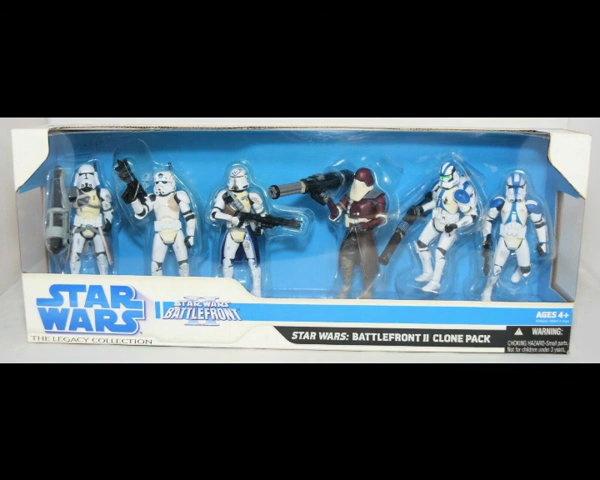 STAR WARS
THE LEGACY COLLECTION
STAR WARS
II
BATTLEFRONT
STAR WARS: BATTLEFRONT II CLONE PACK
AGES 4+
WARNING:
CHOKING HAZARD-Small parts.
Not for children under 3 years.